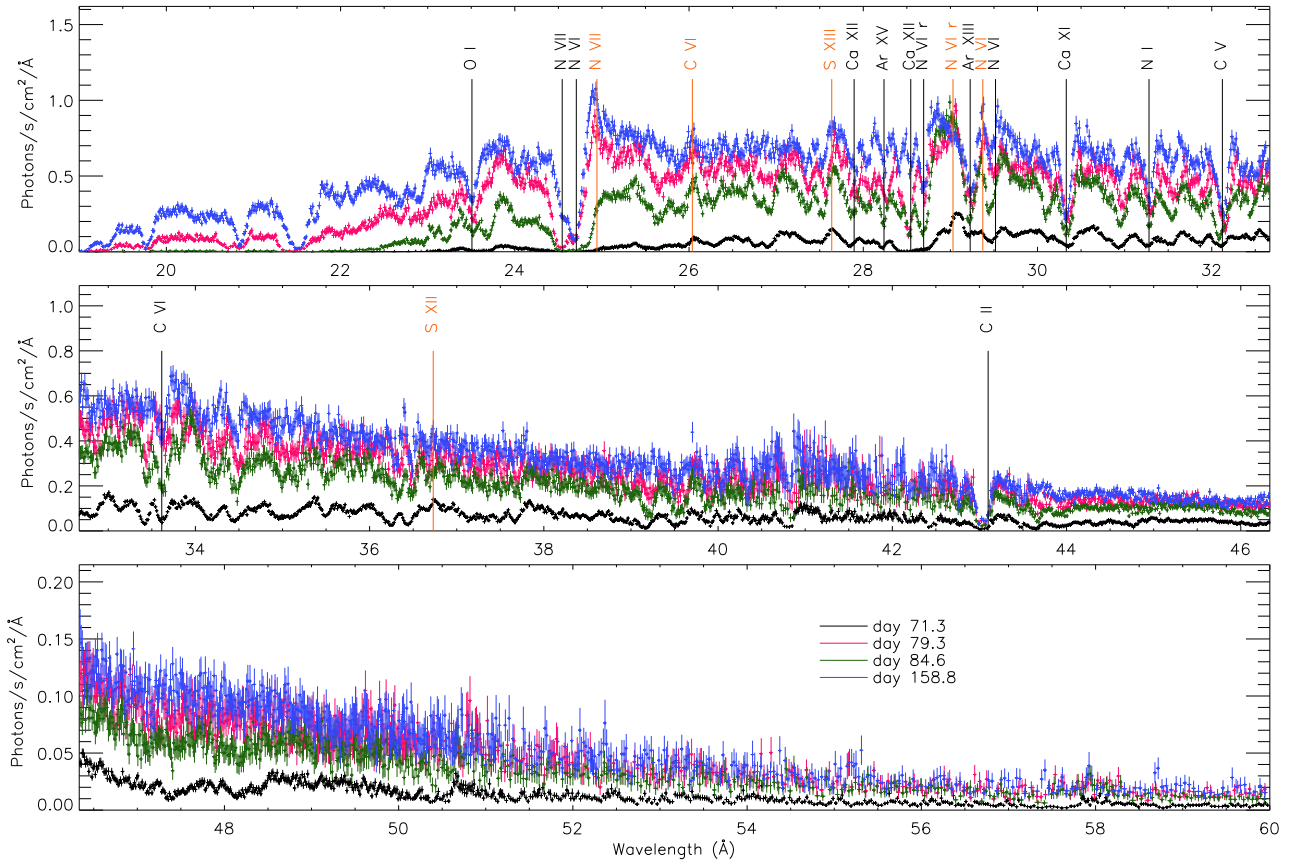 O I
N VII
N VI
N VII
C VI
S XIII
Ca XII
Ar XV
Ca XII
N VI r
N VI r
Ar XIII
N VI
N VI
Ca XI
N I
C V
Photons/s/cm²/Å
1.5
1.0
0.5
0.0
20 22 24 26 28 30 32
C VI
S XII
C II
Photons/s/cm²/Å
1.0
0.8
0.6
0.4
0.2
0.0
34 36 38 40 42 44 46
Photons/s/cm²/Å
0.20
0.15
0.10
0.05
0.00
day 71.3
day 79.3
day 84.6
day 158.8
48 50 52 54 56 58 60
Wavelength (Å)